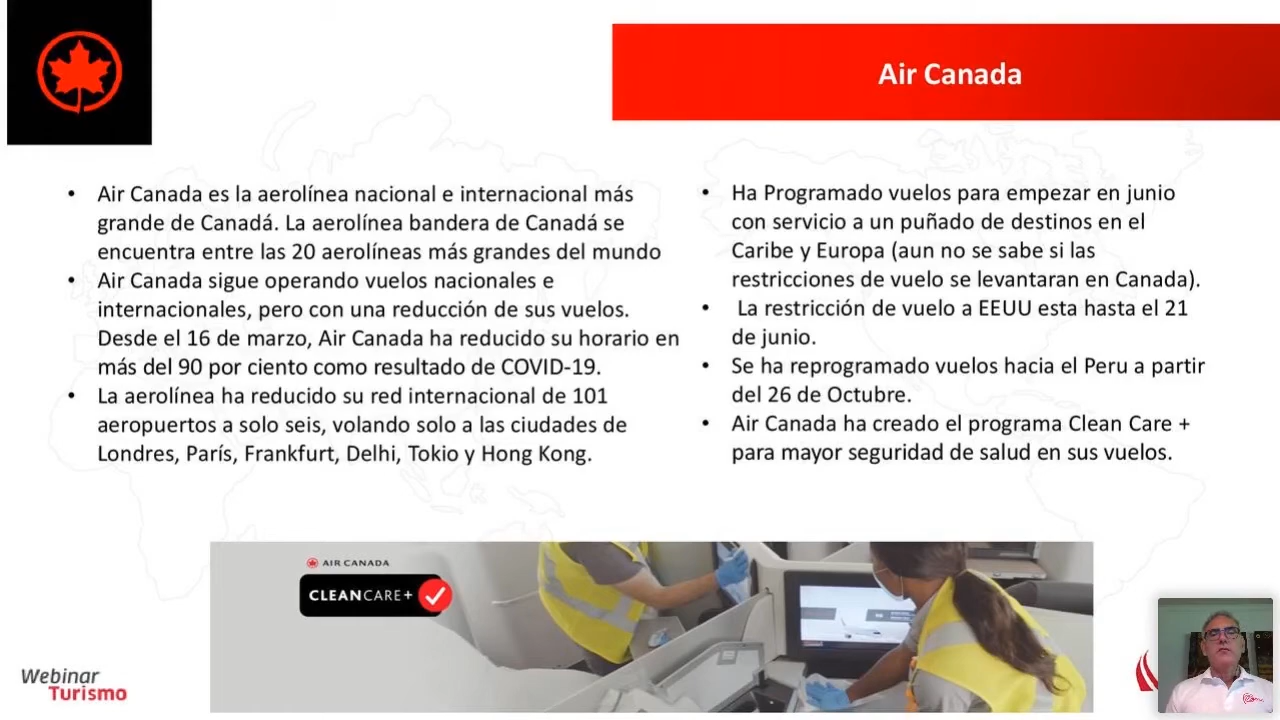 Air Canada
• Air Canada es la aerolínea nacional e internacional más
grande de Canadá. La aerolínea bandera de Canadá se
encuentra entre las 20 aerolíneas más grandes del mundo
• Air Canada sigue operando vuelos nacionales e
internacionales, pero con una reducción de sus vuelos.
Desde el 16 de marzo, Air Canada ha reducido su horario en
más del 90 por ciento como resultado de COVID-19.
• La aerolínea ha reducido su red internacional de 101
aeropuertos a solo seis, volando solo a las ciudades de
Londres, París, Frankfurt, Delhi, Tokio y Hong Kong.
• Ha Programado vuelos para empezar en junio
con servicio a un puñado de destinos en el
Caribe y Europa (aun no se sabe si las
restricciones de vuelo se levantaran en Canada).
• La restricción de vuelo a EEUU esta hasta el 21
de junio.
• Se ha reprogramado vuelos hacia el Peru a partir
del 26 de Octubre.
• Air Canada ha creado el programa Clean Care +
para mayor seguridad de salud en sus vuelos.
AIR CANADA
CLEANCARE+
Webinar
Turismo